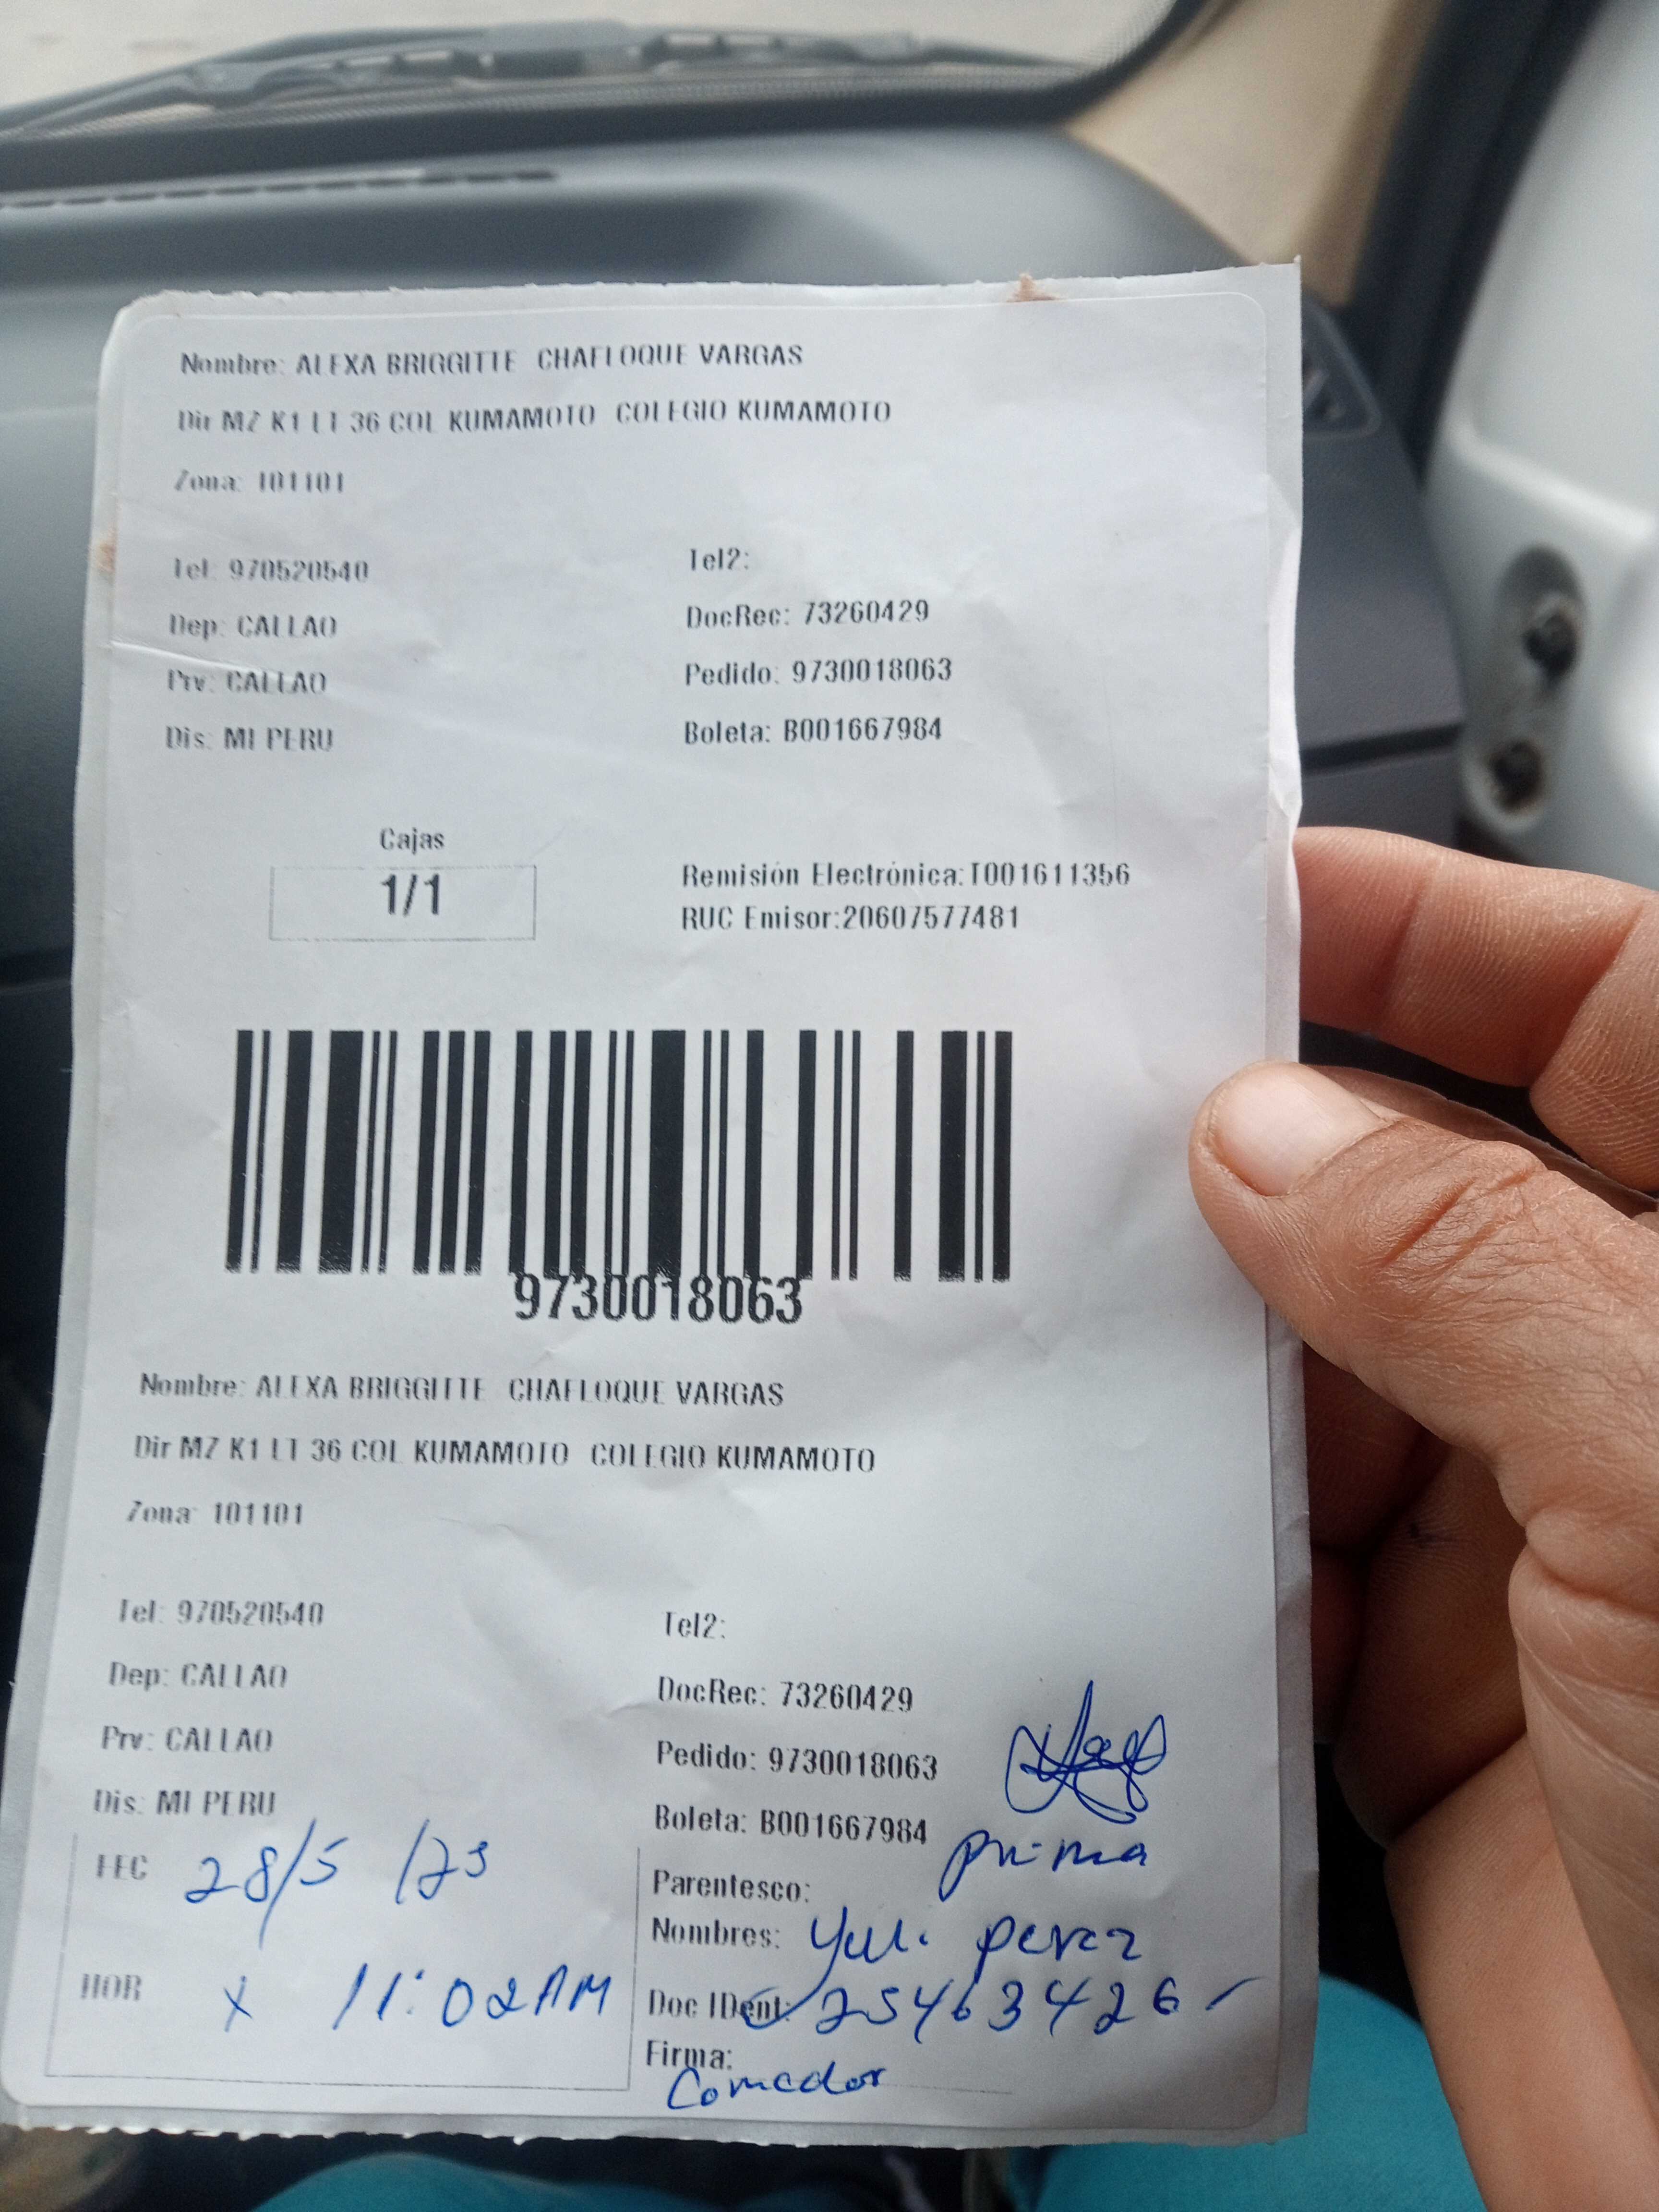 Nombre: ALEXA BRIGGITTE CHAFLOQUE VARGAS
Dir MZ K1 LT 36 COL KUMAMOTO COLEGIO KUMAMOTO
Zona: 101101
Tel: 970520540 Tel2:
Dep: CALLAO DocRec: 73260429
Prv: CALLAO Pedido: 9730018063
Dis: MI PERU Boleta: B001667984
Cajas
1/1
Remisión Electrónica:T001611356
RUC Emisor:20607577481
9730018063
Nombre: ALEXA BRIGGITTE CHAFLOQUE VARGAS
Dir MZ K1 LT 36 COL KUMAMOTO COLEGIO KUMAMOTO
Zona: 101101
Tel: 970520540 Tel2:
Dep: CALLAO DocRec: 73260429
Prv: CALLAO Pedido: 9730018063
Dis: MI PERU Boleta: B001667984
FEC 28/5 /23
Parentesco: prima
Nombres: Yuli perez
HOR x 11:02AM
Doc IDent: 25463426
Firma:
Comedor